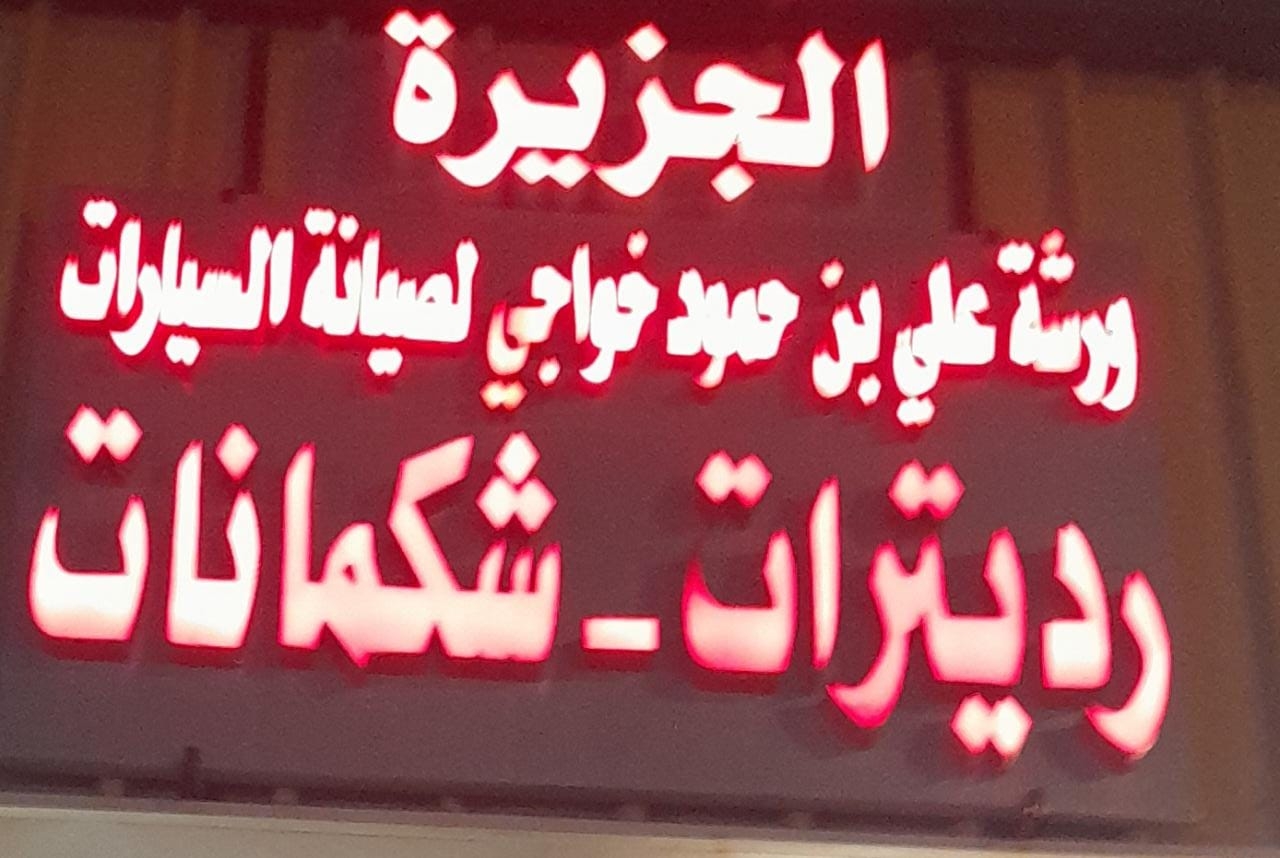 الجزيرة
ورشة علي بن حمود خواجي لصيانة السيارات
رديترات - شكمانات